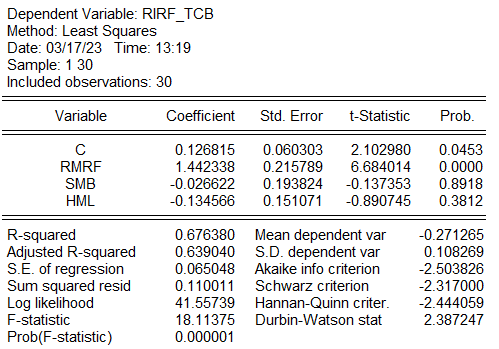 Dependent Variable: RIRF_TCB
Method: Least Squares
Date: 03/17/23 Time: 13:19
Sample: 1 30
Included observations: 30
Variable Coefficient Std. Error t-Statistic Prob.
C 0.126815 0.060303 2.102980 0.0453
RMRF 1.442338 0.215789 6.684014 0.0000
SMB -0.026622 0.193824 -0.137353 0.8918
HML -0.134566 0.151071 -0.890745 0.3812
R-squared 0.676380 Mean dependent var -0.271265
Adjusted R-squared 0.639040 S.D. dependent var 0.108269
S.E. of regression 0.065048 Akaike info criterion -2.503826
Sum squared resid 0.110011 Schwarz criterion -2.317000
Log likelihood 41.55739 Hannan-Quinn criter. -2.444059
F-statistic 18.11375 Durbin-Watson stat 2.387247
Prob(F-statistic) 0.000001